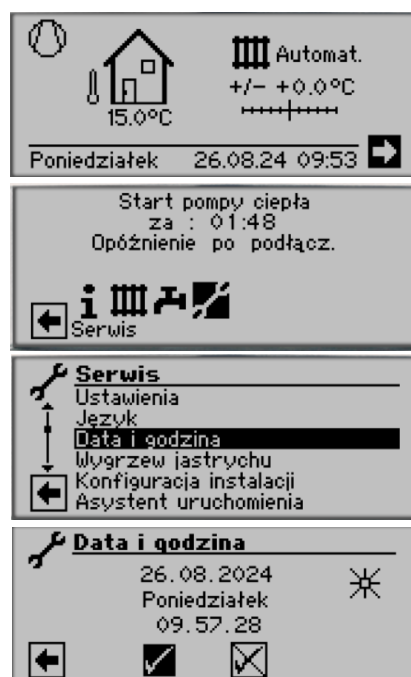 Automat.
+/- +0.0°C
15.0°C
Poniedziałek 26.08.24 09:53
Start pompy ciepła
za : 01:48
Opóźnienie po podłącz.
Serwis
Serwis
Ustawienia
Język
Data i godzina
Wygrzew jastrychu
Konfiguracja instalacji
Asystent uruchomienia
Data i godzina
26.08.2024
Poniedziałek
09.57.28